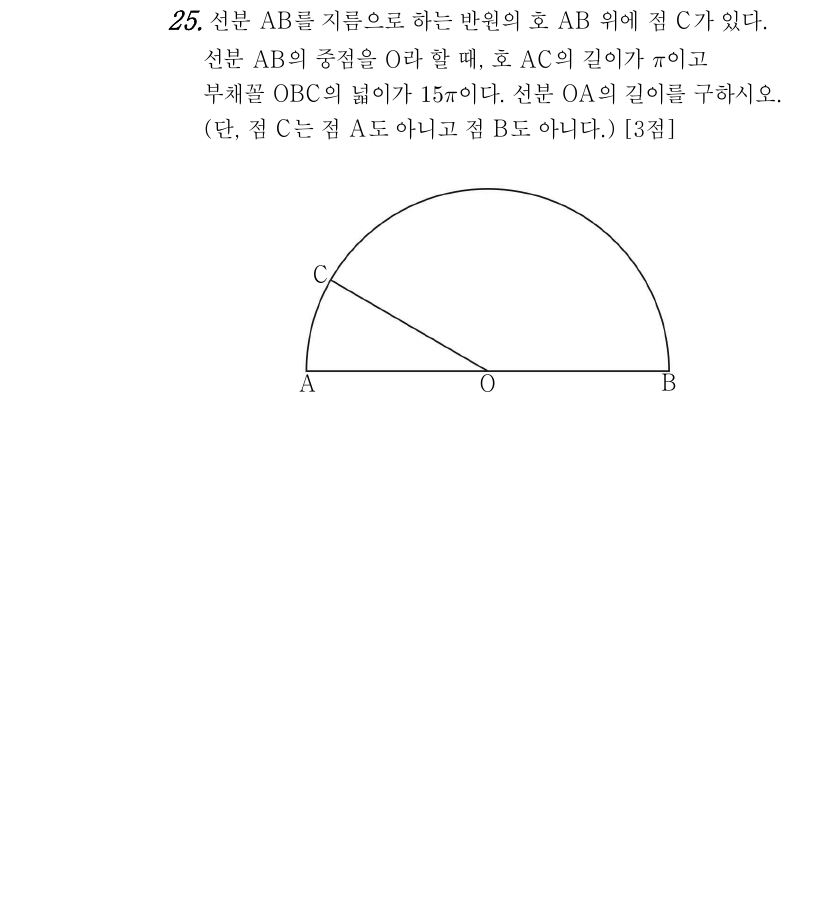 25. 선분 AB를 지름으로 하는 반원의 호 AB 위에 점 C가 있다.
선분 AB의 중점을 O라 할 때, 호 AC의 길이가 π이고
부채꼴 OBC의 넓이가 15π이다. 선분 OA의 길이를 구하시오.
(단, 점 C는 점 A도 아니고 점 B도 아니다.) [3점]
C
A O B